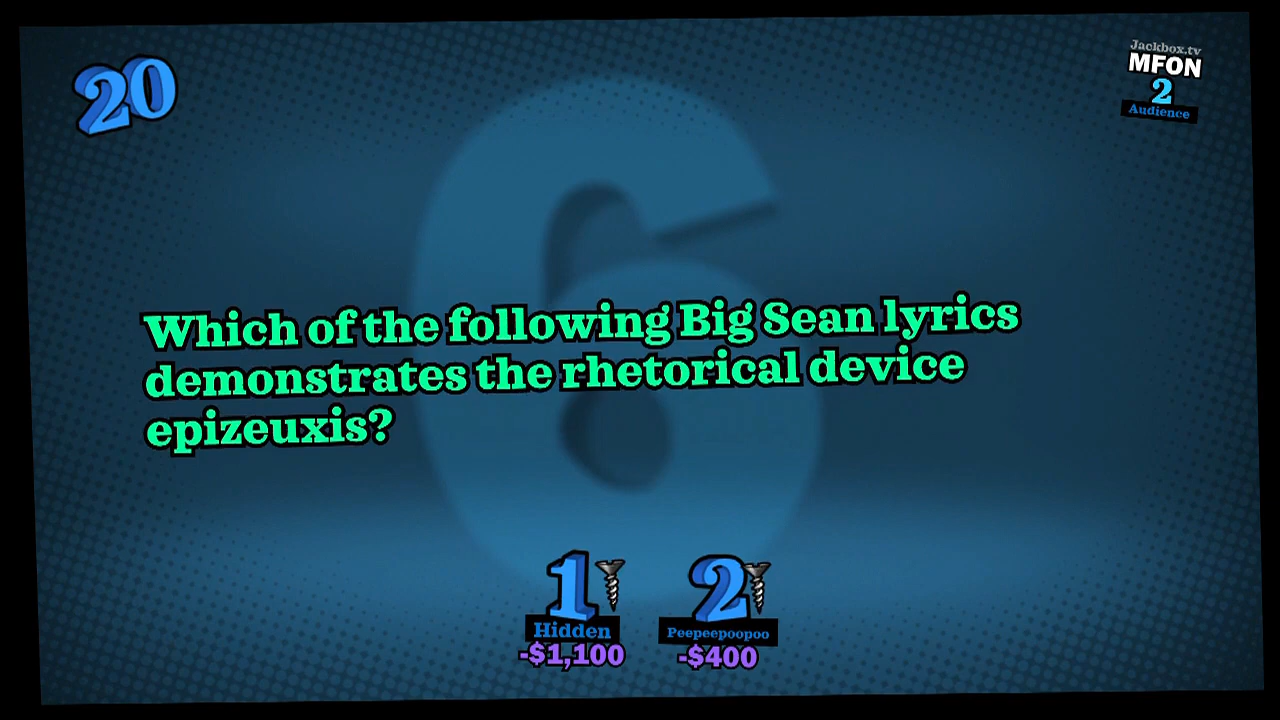 20
Jackbox.tv
MFON
2
Audience
Which of the following Big Sean lyrics
demonstrates the rhetorical device
epizeuxis?
6
1 2
Hidden Peepeepoopoo
-$1,100 -$400